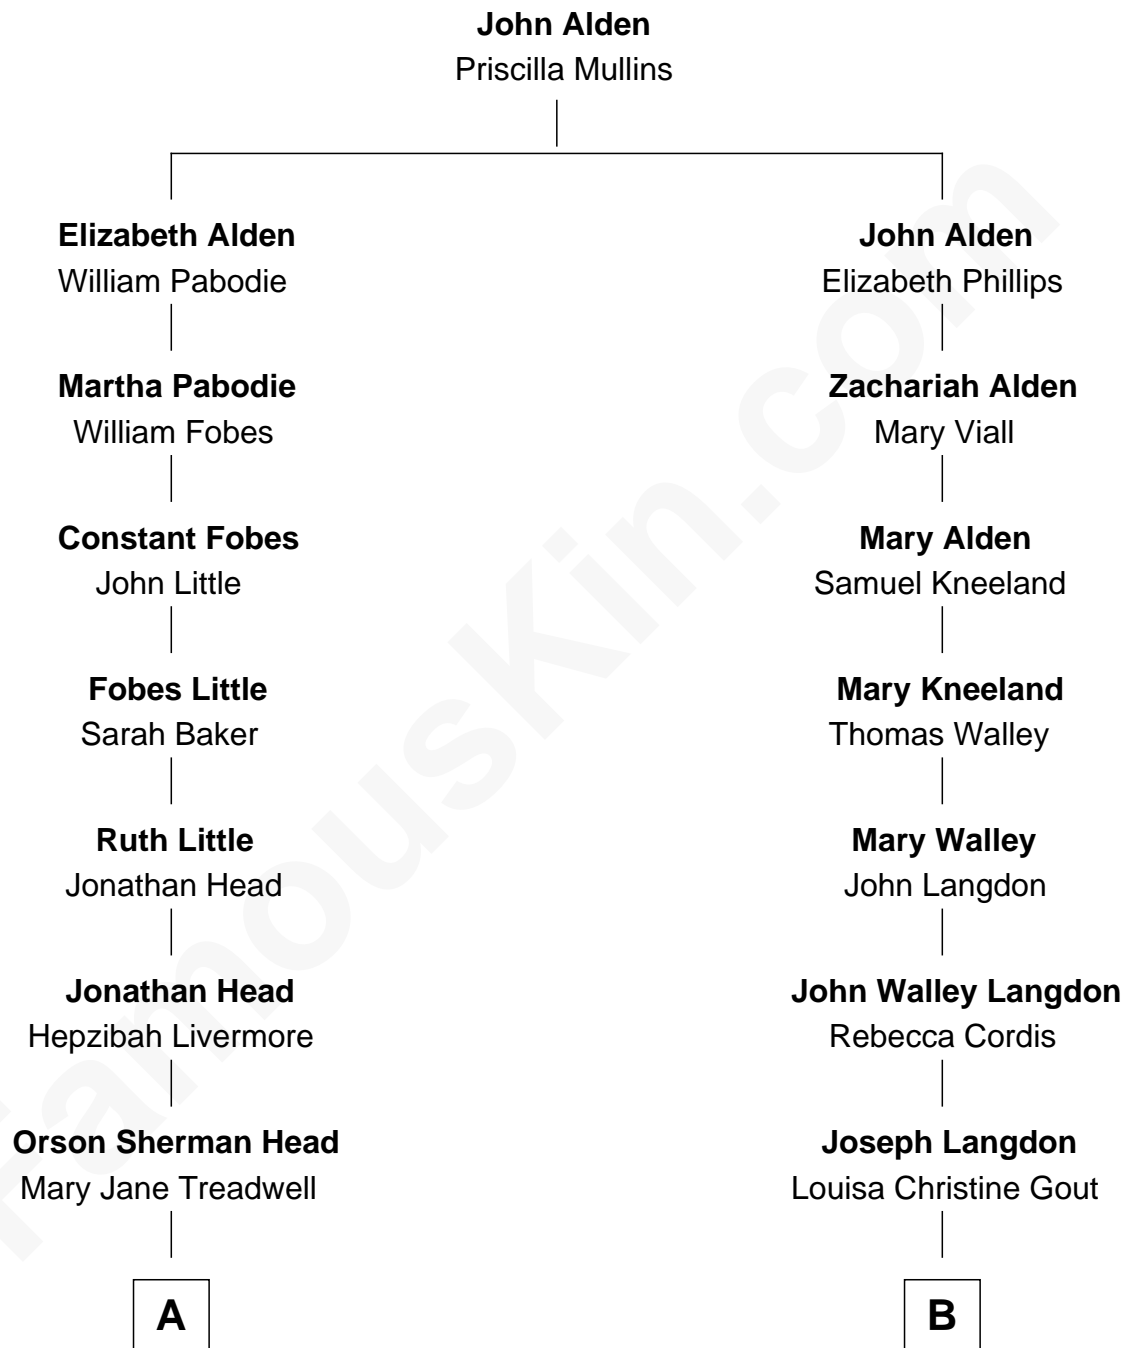 John Alden
Priscilla Mullins
Elizabeth Alden
William Pabodie
Martha Pabodie
William Fobes
Constant Fobes
John Little
Fobes Little
Sarah Baker
Ruth Little
Jonathan Head
Jonathan Head
Hepzibah Livermore
Orson Sherman Head
Mary Jane Treadwell
A
John Alden
Elizabeth Phillips
Zachariah Alden
Mary Viall
Mary Alden
Samuel Kneeland
Mary Kneeland
Thomas Walley
Mary Walley
John Langdon
John Walley Langdon
Rebecca Cordis
Joseph Langdon
Louisa Christine Gout
B
FamousKin.com